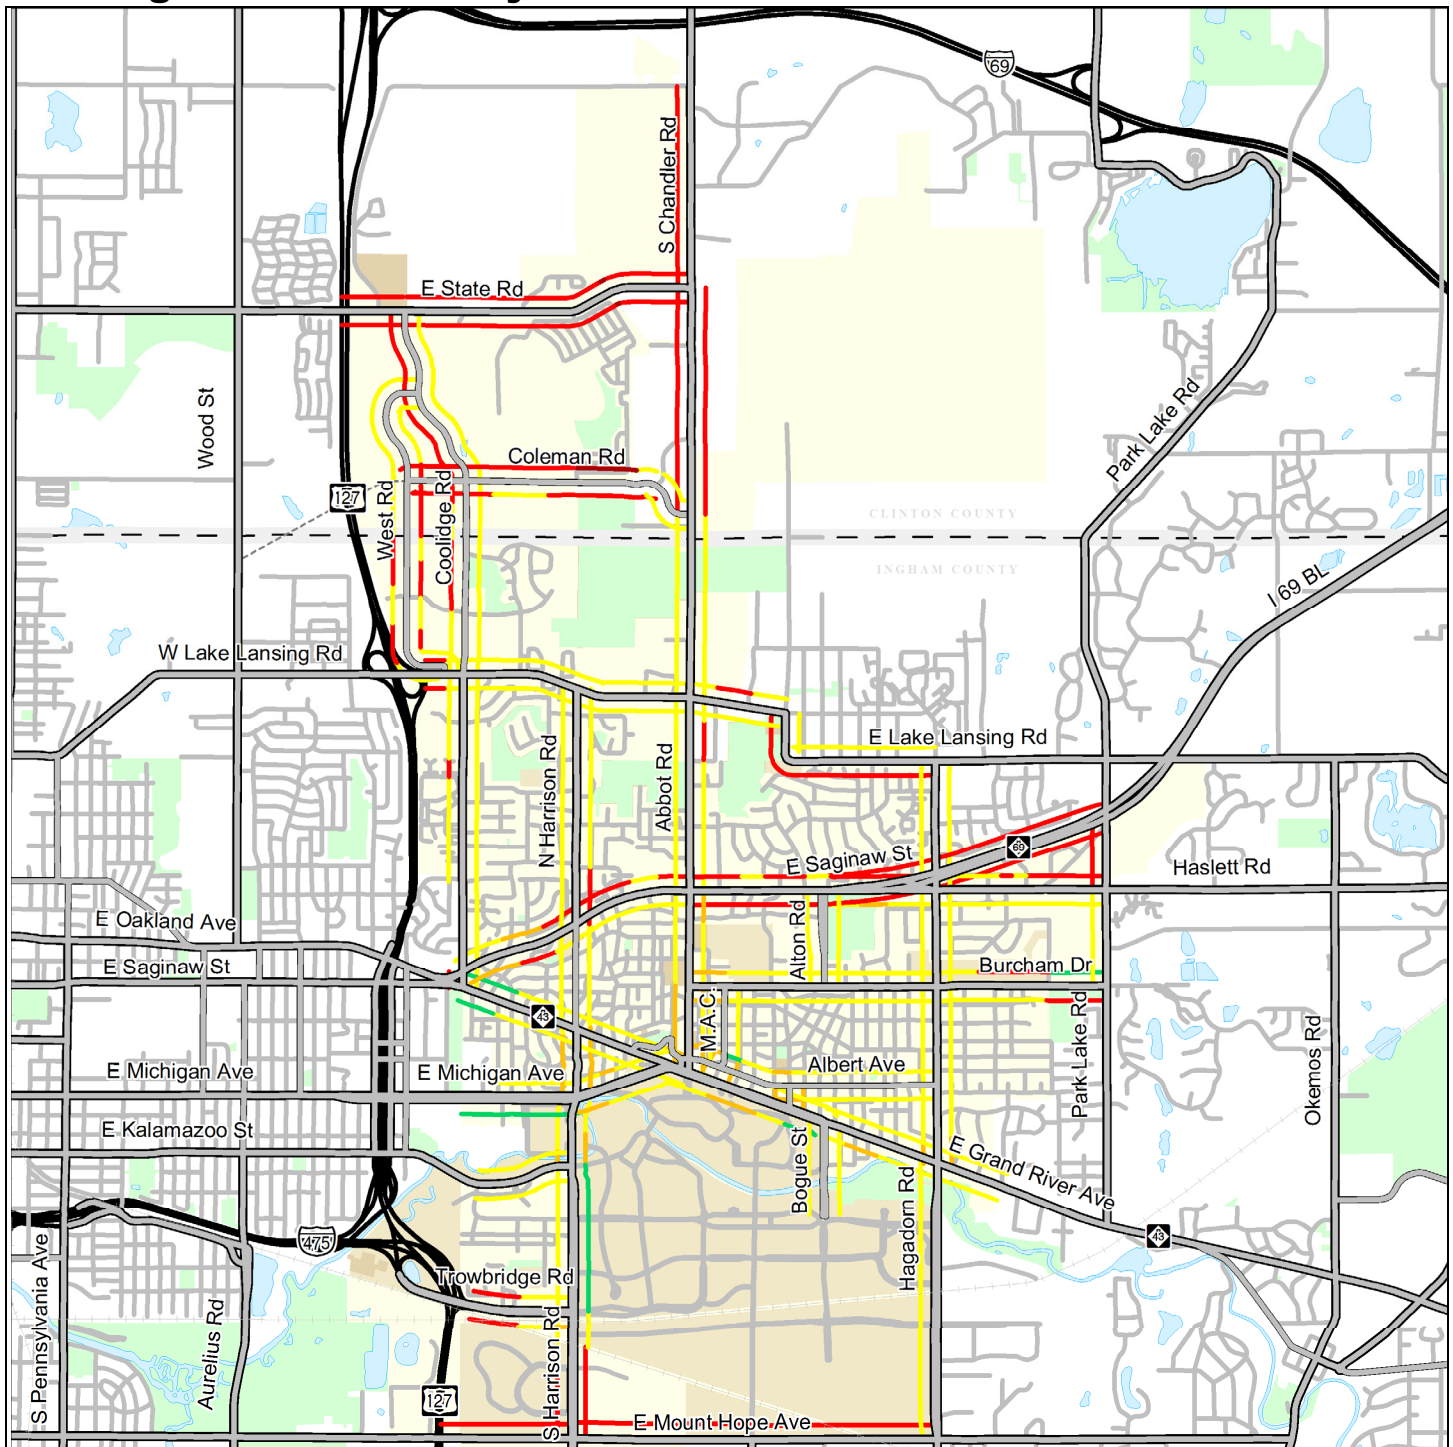 69
S Chandler Rd
E State Rd
Wood St
Park Lake Rd
Coleman Rd
127
West Rd
Coolidge Rd
CLINTON COUNTY
INGHAM COUNTY
I 69 BL
W Lake Lansing Rd
E Lake Lansing Rd
N Harrison Rd
Abbot Rd
E Saginaw St
69
Haslett Rd
E Oakland Ave
Alton Rd
E Saginaw St
Burcham Dr
43
M.A.C.
Park Lake Rd
Okemos Rd
E Michigan Ave
E Michigan Ave
Albert Ave
E Kalamazoo St
Bogue St
E Grand River Ave
Hagadorn Rd
43
475
S Pennsylvania Ave
Aurelius Rd
Trowbridge Rd
S Harrison Rd
127
E Mount Hope Ave